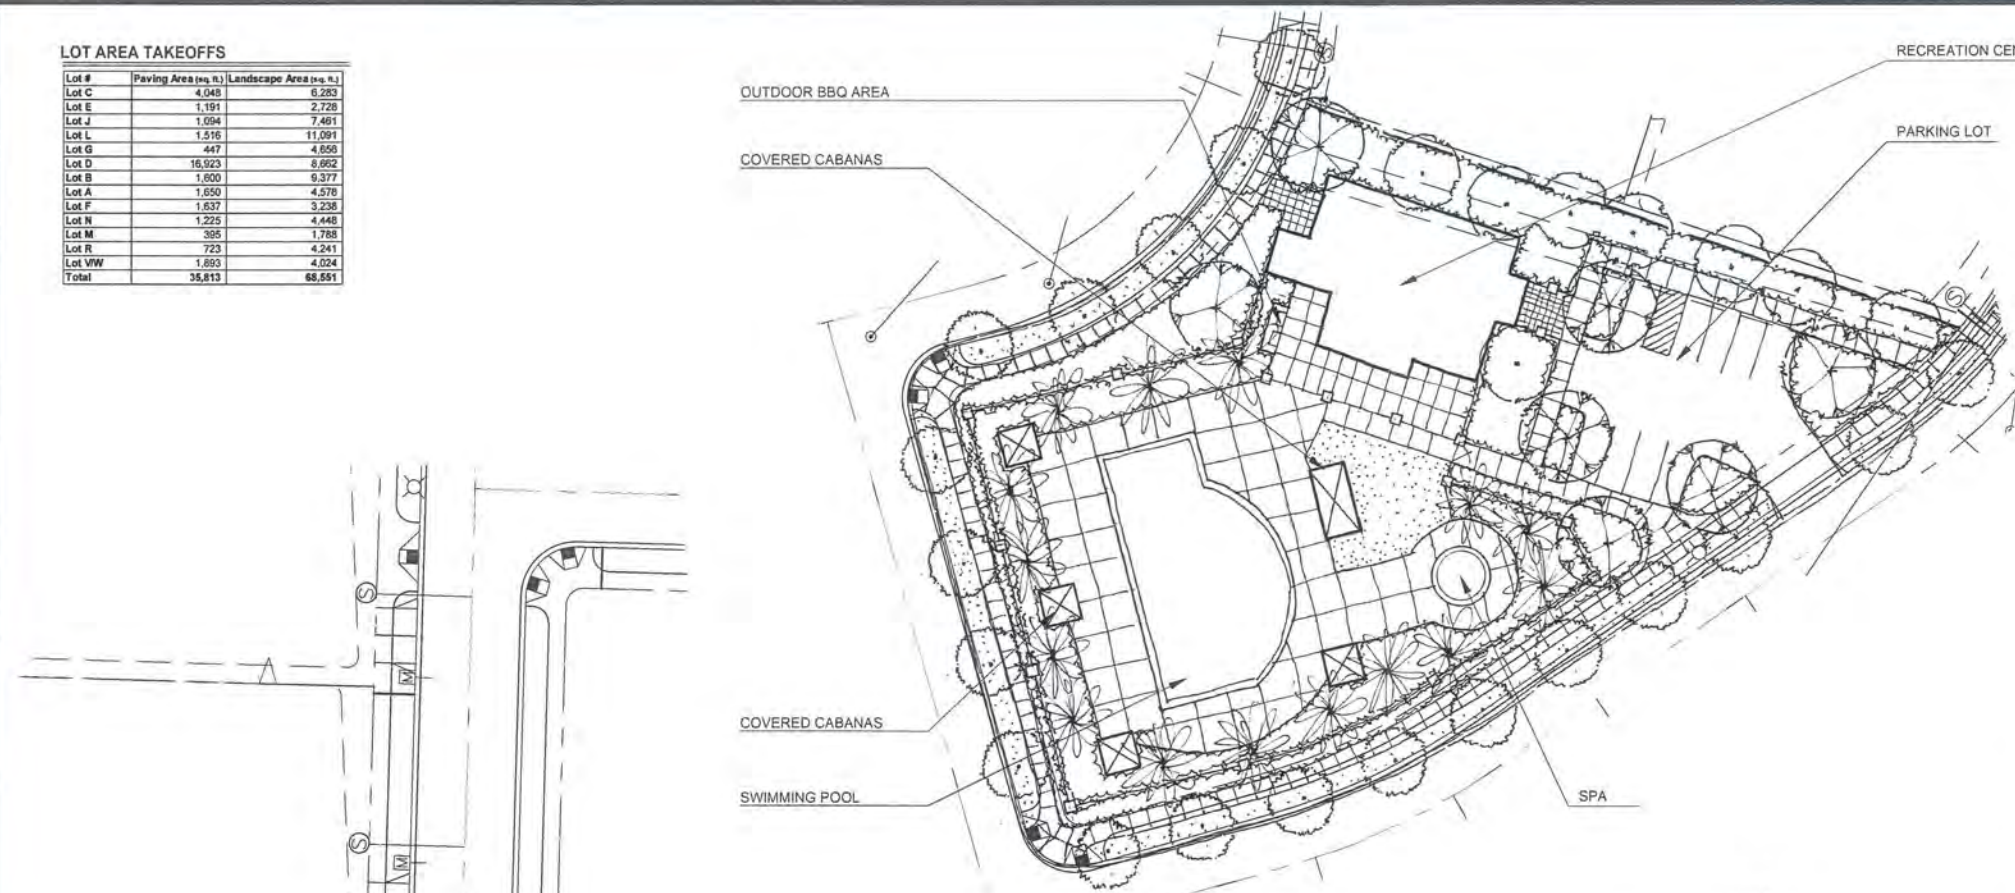 LOT AREA TAKEOFFS
Lot # Paving Area (sq. ft.) Landscape Area (sq. ft.)
Lot C 4,048 6,283
Lot E 1,191 2,728
Lot J 1,094 7,461
Lot L 1,516 11,091
Lot G 447 4,656
Lot D 16,923 8,662
Lot B 1,600 9,377
Lot A 1,650 4,578
Lot F 1,637 3,238
Lot N 1,225 4,448
Lot M 395 1,788
Lot R 723 4,241
Lot V/W 1,893 4,024
Total 35,813 68,551
OUTDOOR BBQ AREA
COVERED CABANAS
RECREATION CEN
PARKING LOT
COVERED CABANAS
SWIMMING POOL
SPA
S
S
S
S
M
M